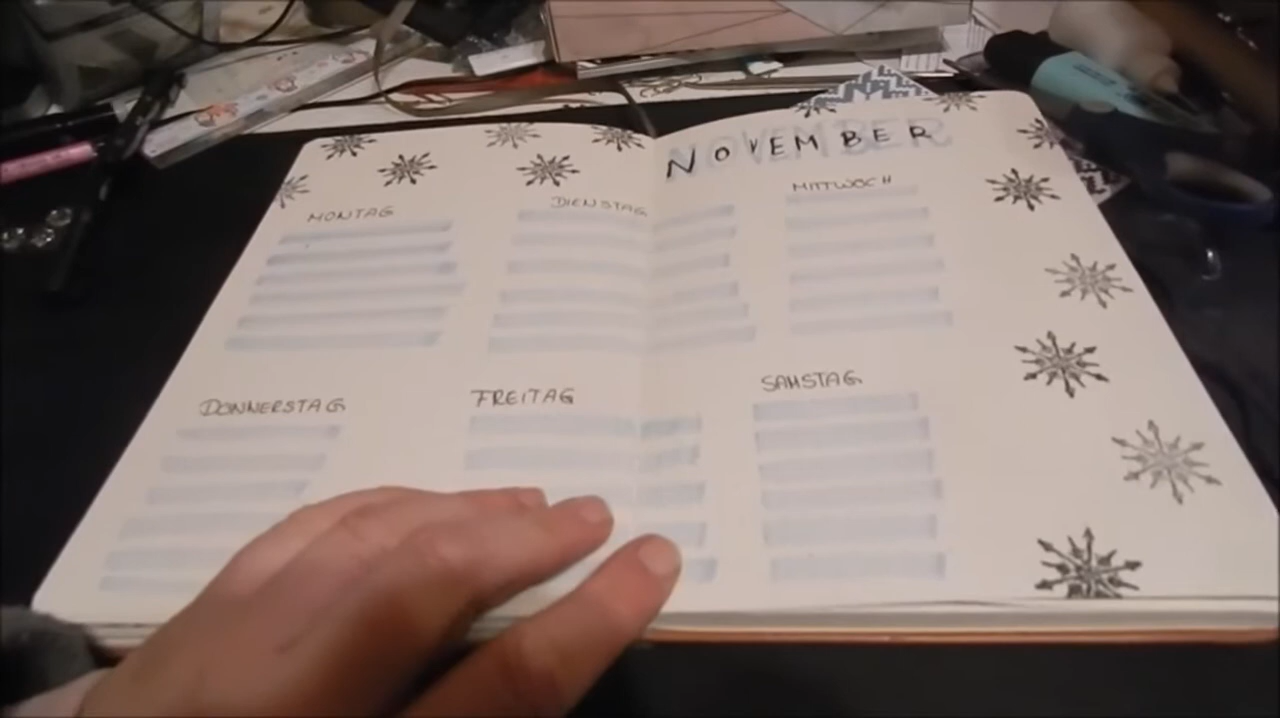 NOVEMBER
MONTAG
DIENSTAG
MITTWOCH
DONNERSTAG
FREITAG
SAMSTAG